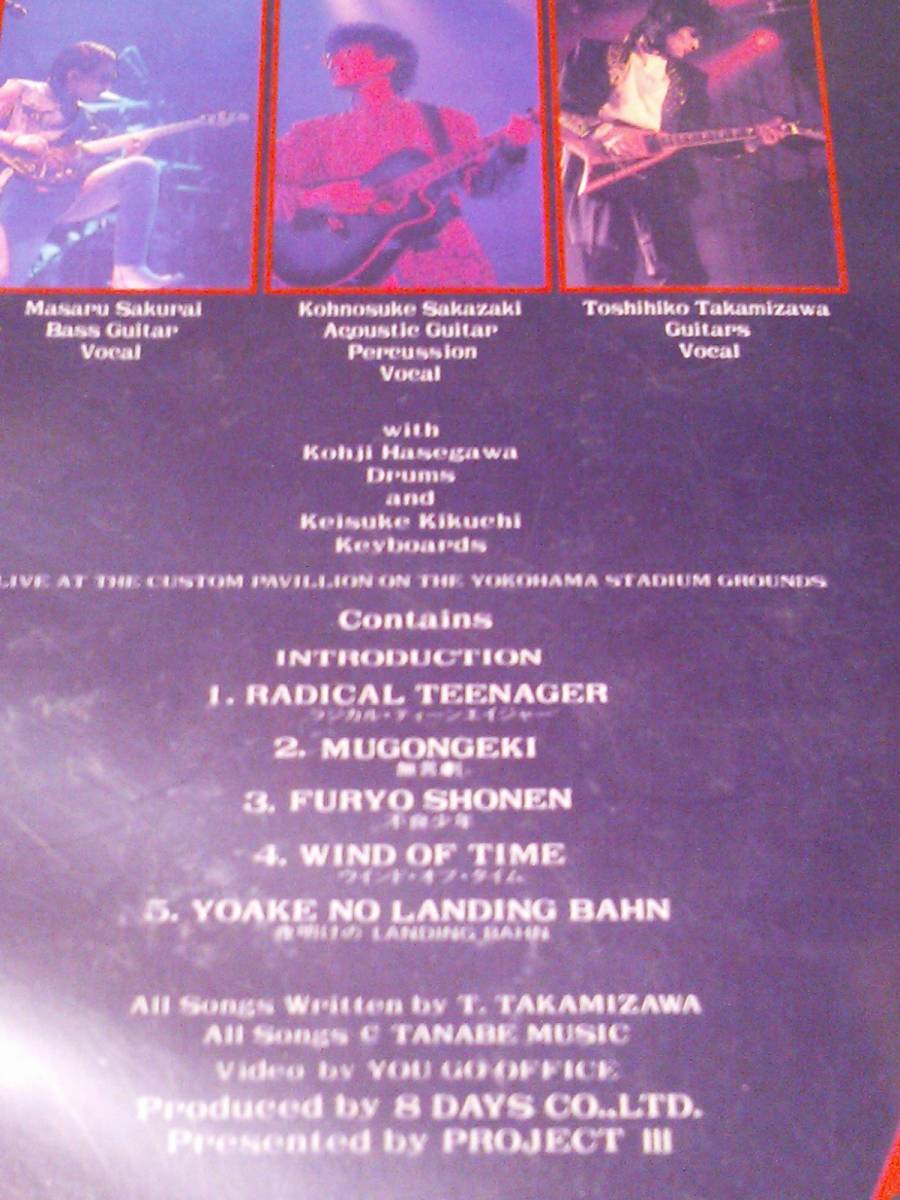 Masaru Sakurai
Bass Guitar
Vocal
Kohnosuke Sakazaki
Acoustic Guitar
Percussion
Vocal
Toshihiko Takamizawa
Guitars
Vocal
with
Kohji Hasegawa
Drums
and
Keisuke Kikuchi
Keyboards
LIVE AT THE CUSTOM PAVILLION ON THE YOKOHAMA STADIUM GROUNDS
Contains
INTRODUCTION
1. RADICAL TEENAGER
ラジカル・ティーンエイジャー
2. MUGONGEKI
無言劇
3. FURYO SHONEN
不良少年
4. WIND OF TIME
ウインド・オブ・タイム
5. YOAKE NO LANDING BAHN
夜明けの LANDING BAHN
All Songs Written by T. TAKAMIZAWA
All Songs © TANABE MUSIC
Video by YOU GO-OFFICE
Produced by 8 DAYS CO.,LTD.
Presented by PROJECT III